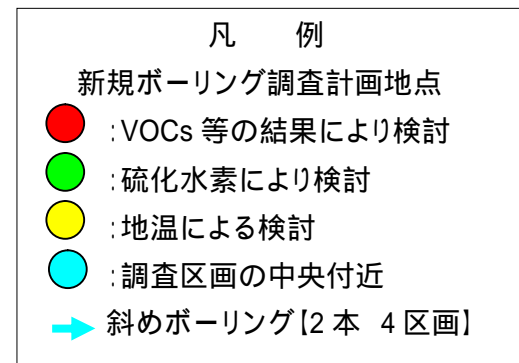 凡　例
新規ボーリング調査計画地点
:VOCs 等の結果により検討
:硫化水素により検討
:地温による検討
:調査区画の中央付近
斜めボーリング【2本 4区画】